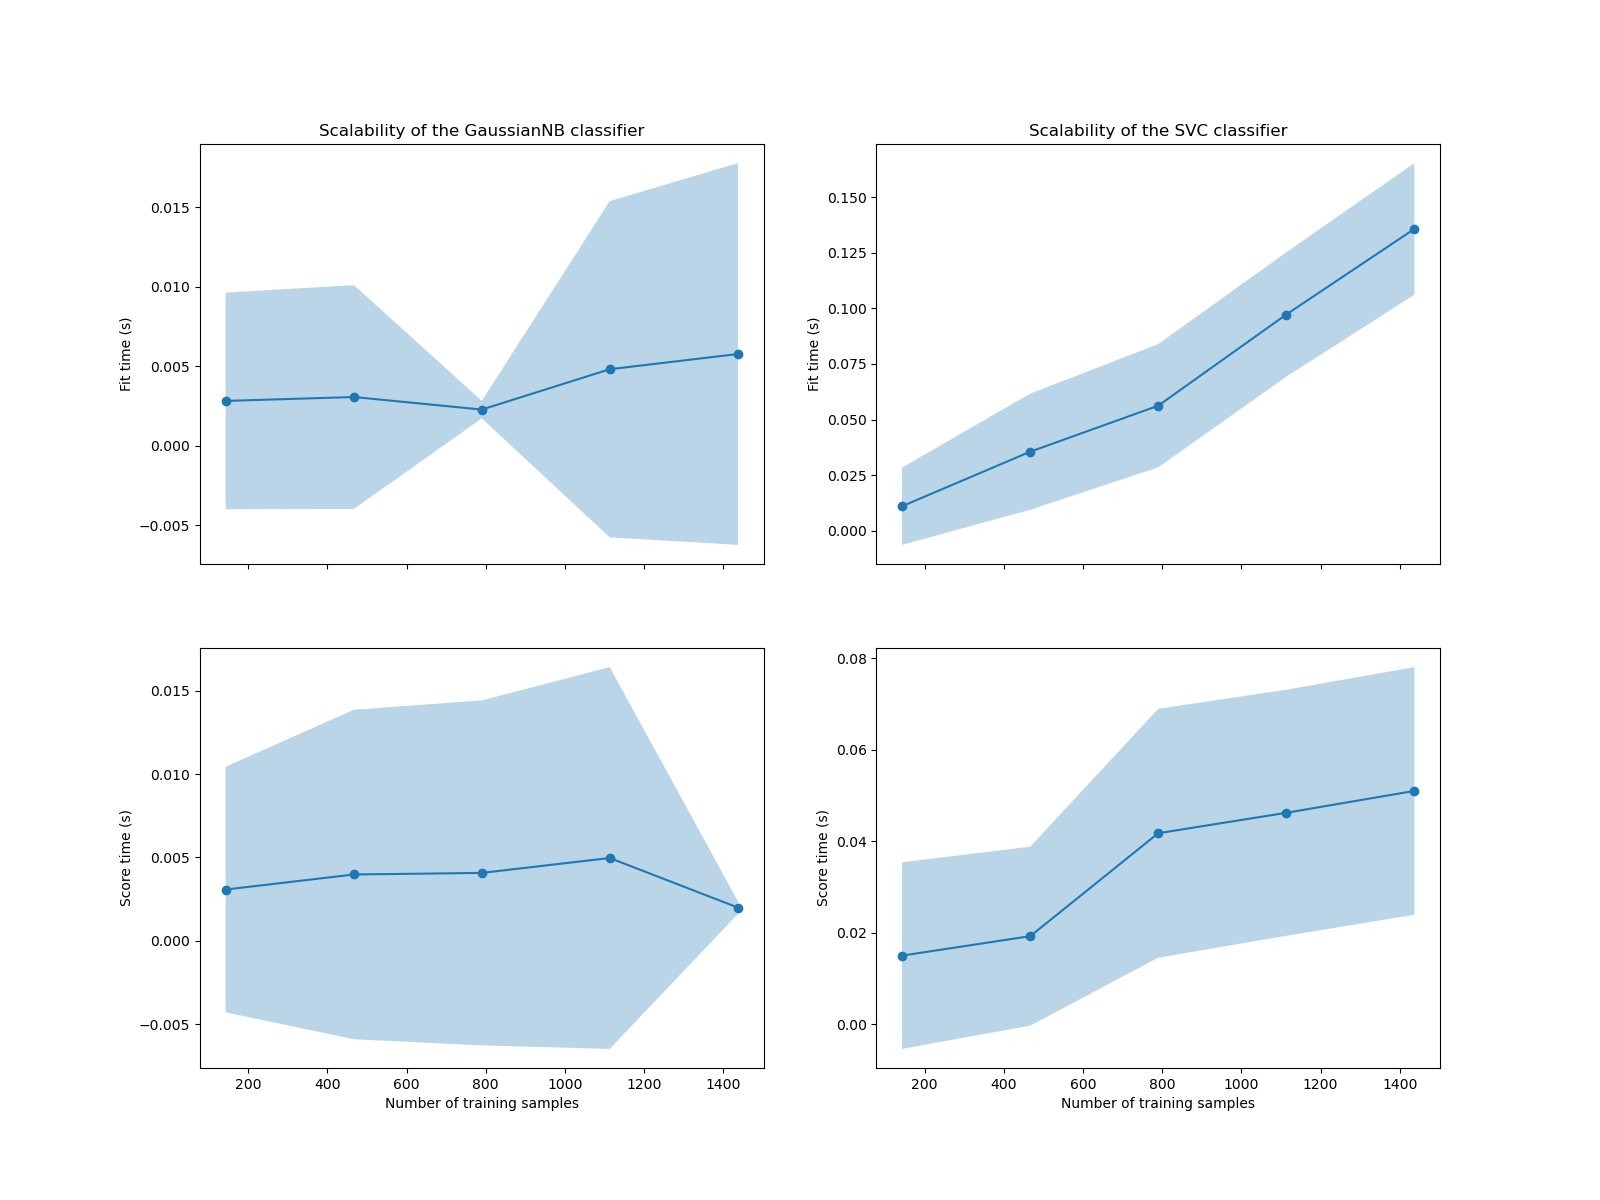 Scalability of the GaussianNB classifier
Scalability of the SVC classifier
Fit time (s)
0.015
0.010
0.005
0.000
−0.005
Fit time (s)
0.150
0.125
0.100
0.075
0.050
0.025
0.000
Score time (s)
0.015
0.010
0.005
0.000
−0.005
200 400 600 800 1000 1200 1400
Number of training samples
Score time (s)
0.08
0.06
0.04
0.02
0.00
200 400 600 800 1000 1200 1400
Number of training samples